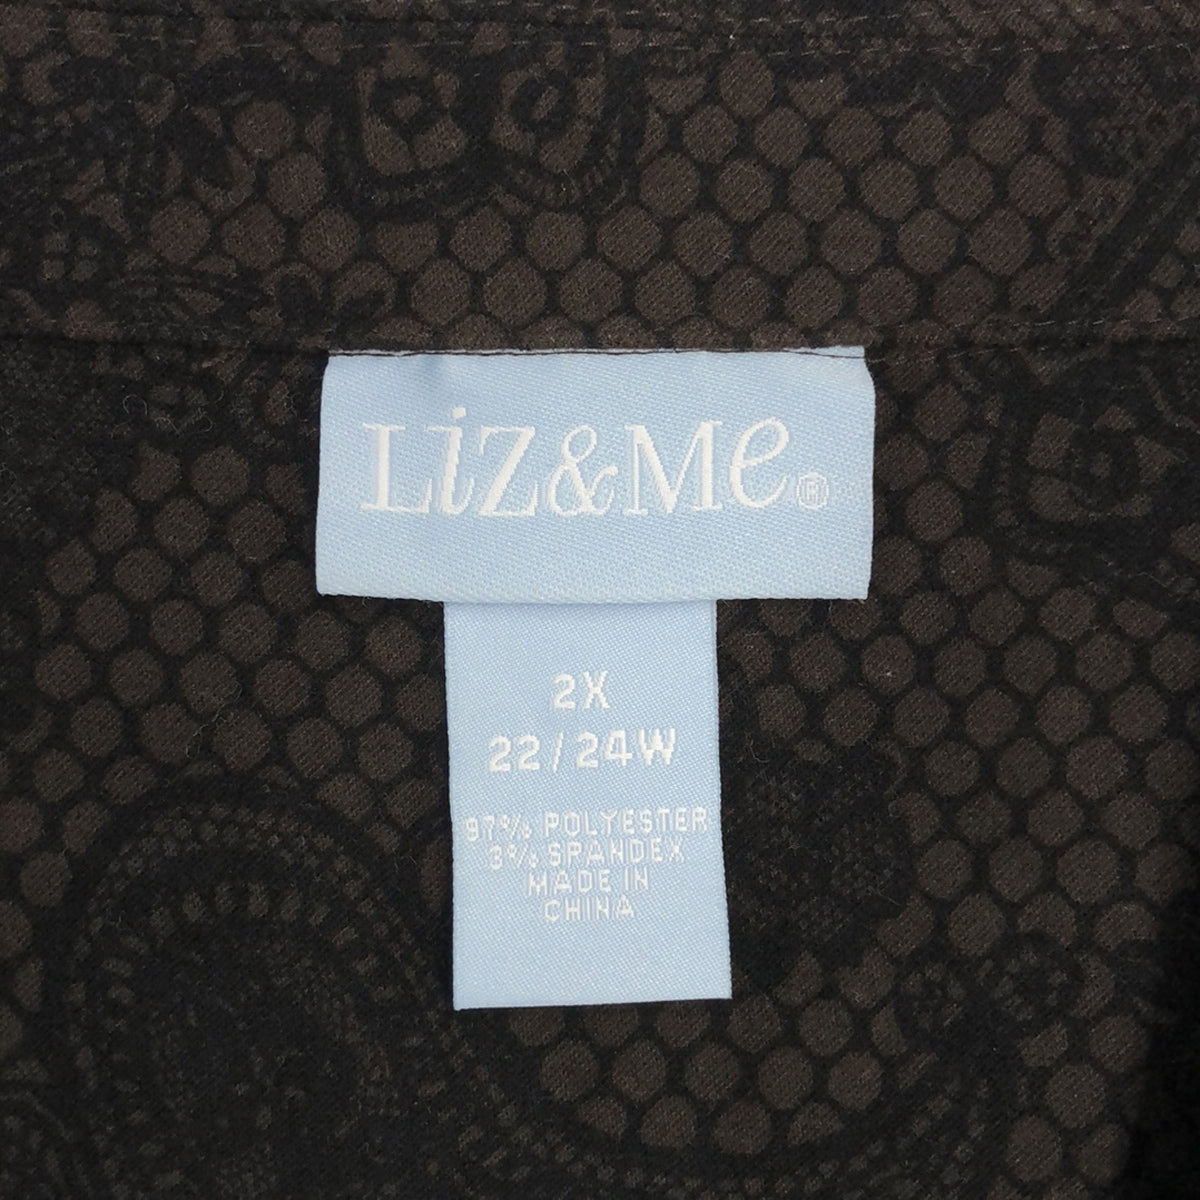 Liz&Me®
2X
22/24W
97% POLYESTER
3% SPANDEX
MADE IN
CHINA